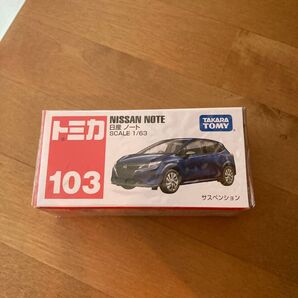 トミカ
103
NISSAN NOTE
日産 ノート
SCALE 1/63
TAKARA
TOMY
サスペンション